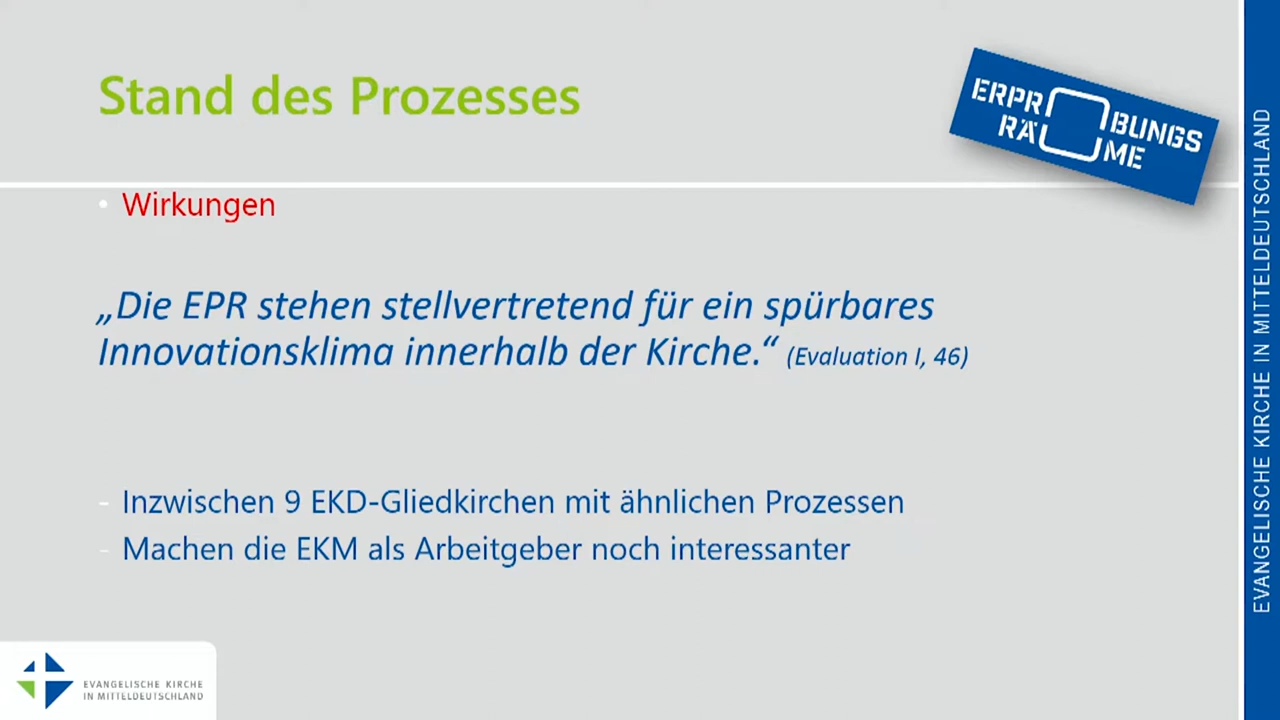 Stand des Prozesses
ERPR BUNGS
RÄ ME
• Wirkungen
„Die EPR stehen stellvertretend für ein spürbares
Innovationsklima innerhalb der Kirche.“ (Evaluation I, 46)
- Inzwischen 9 EKD-Gliedkirchen mit ähnlichen Prozessen
- Machen die EKM als Arbeitgeber noch interessanter
EVANGELISCHE KIRCHE
IN MITTELDEUTSCHLAND
EVANGELISCHE KIRCHE IN MITTELDEUTSCHLAND